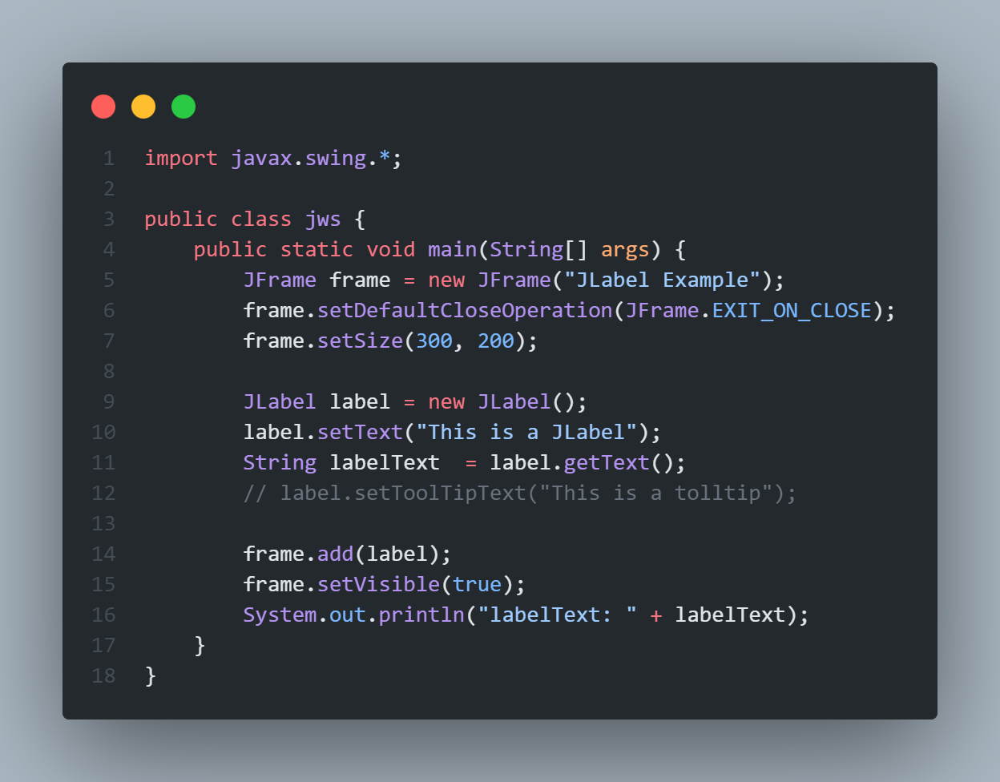 1 import javax.swing.*;
2
3 public class jws {
4     public static void main(String[] args) {
5         JFrame frame = new JFrame("JLabel Example");
6         frame.setDefaultCloseOperation(JFrame.EXIT_ON_CLOSE);
7         frame.setSize(300, 200);
8
9         JLabel label = new JLabel();
10         label.setText("This is a JLabel");
11         String labelText  = label.getText();
12         // label.setToolTipText("This is a tolltip");
13
14         frame.add(label);
15         frame.setVisible(true);
16         System.out.println("labelText: " + labelText);
17     }
18 }